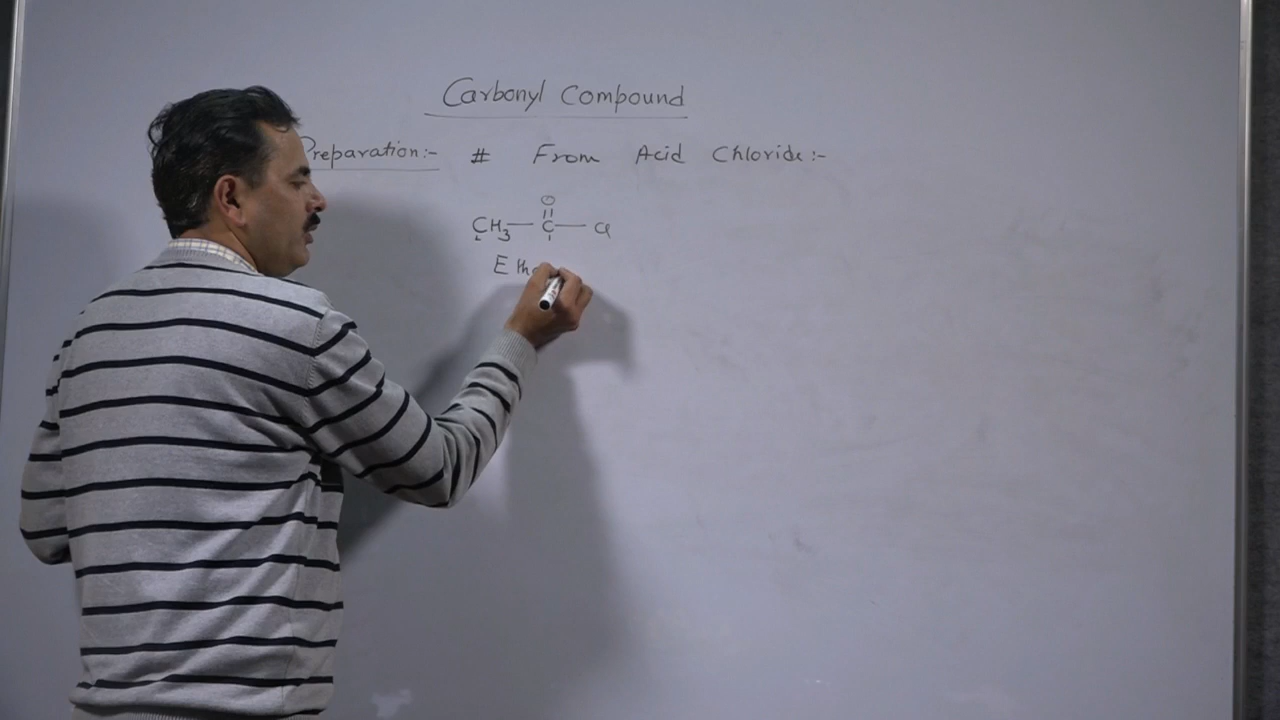 Carbonyl Compound
Preparation:- # From Acid Chloride:-
O
CH3 — C — Cl
Eth